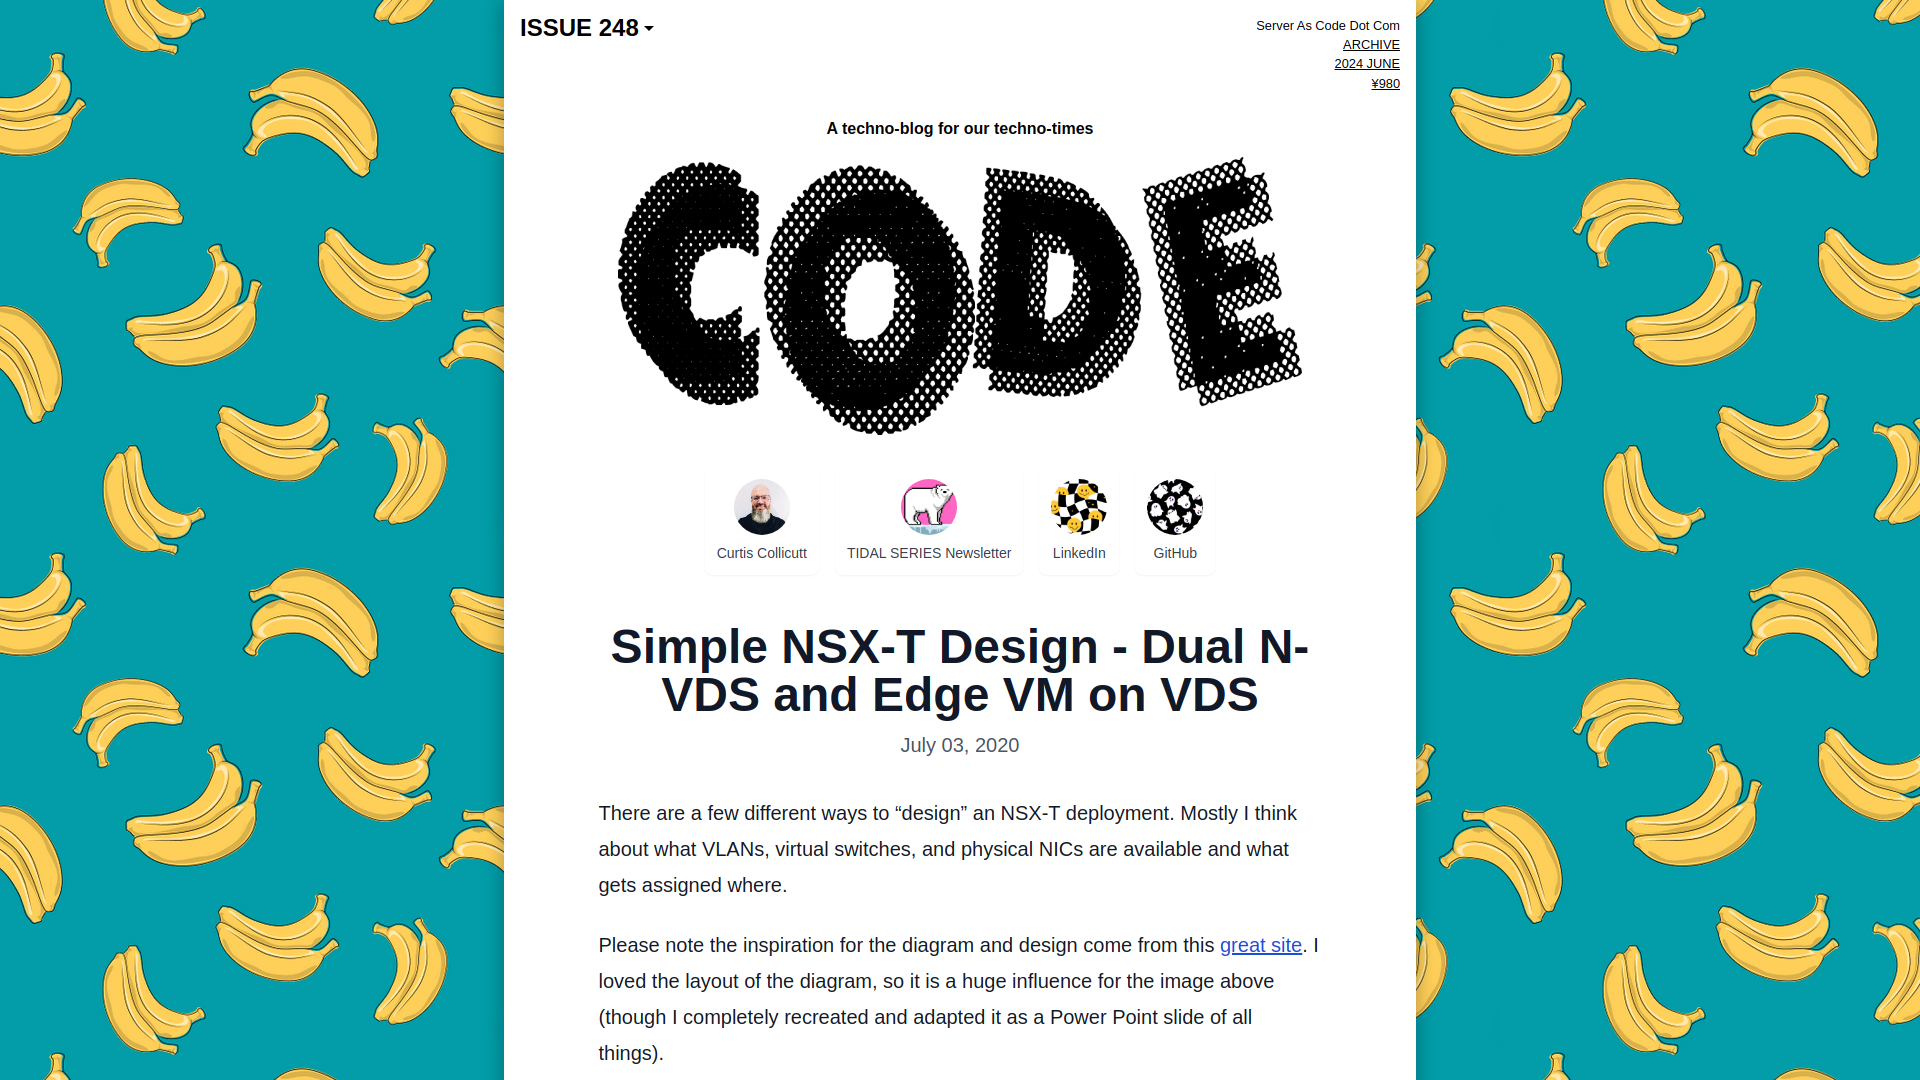 ISSUE 248
Server As Code Dot Com
ARCHIVE
2024 JUNE
¥980
A techno-blog for our techno-times
CODE
Curtis Collicutt
TIDAL SERIES Newsletter
LinkedIn
GitHub
Simple NSX-T Design - Dual N-
VDS and Edge VM on VDS
July 03, 2020
There are a few different ways to “design” an NSX-T deployment. Mostly I think
about what VLANs, virtual switches, and physical NICs are available and what
gets assigned where.
Please note the inspiration for the diagram and design come from this great site. I
loved the layout of the diagram, so it is a huge influence for the image above
(though I completely recreated and adapted it as a Power Point slide of all
things).